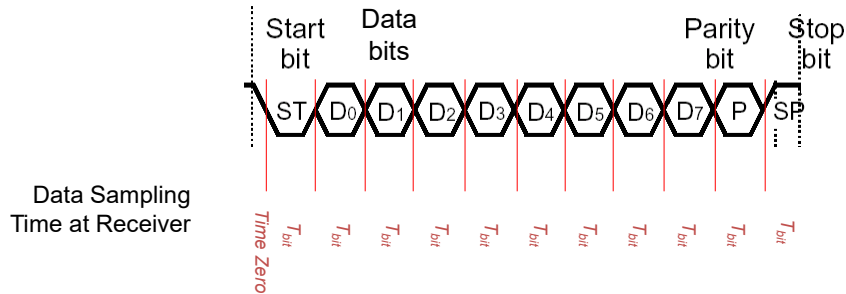 Start
bit
Data
bits
Parity
bit
Stop
bit
ST D0 D1 D2 D3 D4 D5 D6 D7 P SP
Data Sampling
Time at Receiver
Time Zero
Tbit
Tbit
Tbit
Tbit
Tbit
Tbit
Tbit
Tbit
Tbit
Tbit
Tbit